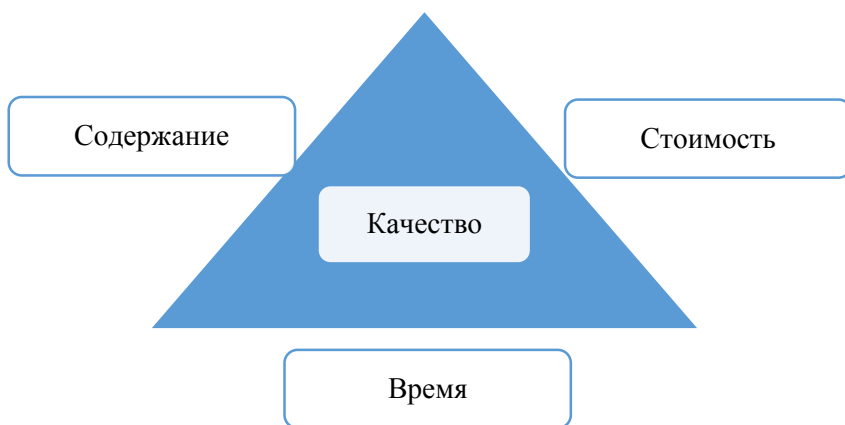 Содержание
Стоимость
Качество
Время